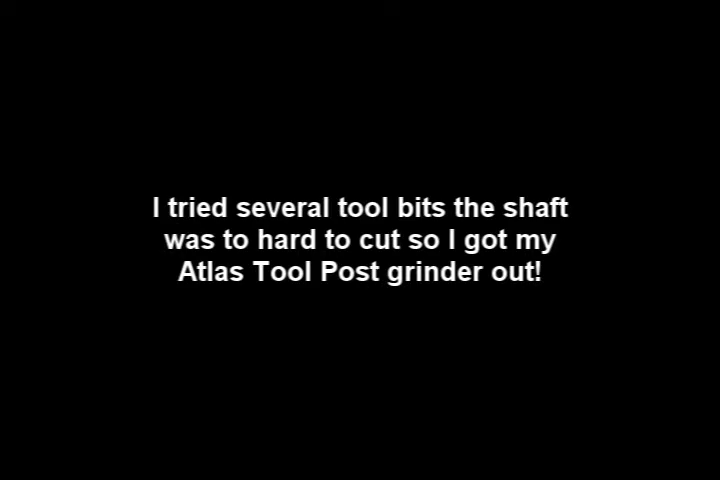 I tried several tool bits the shaft
was to hard to cut so I got my
Atlas Tool Post grinder out!